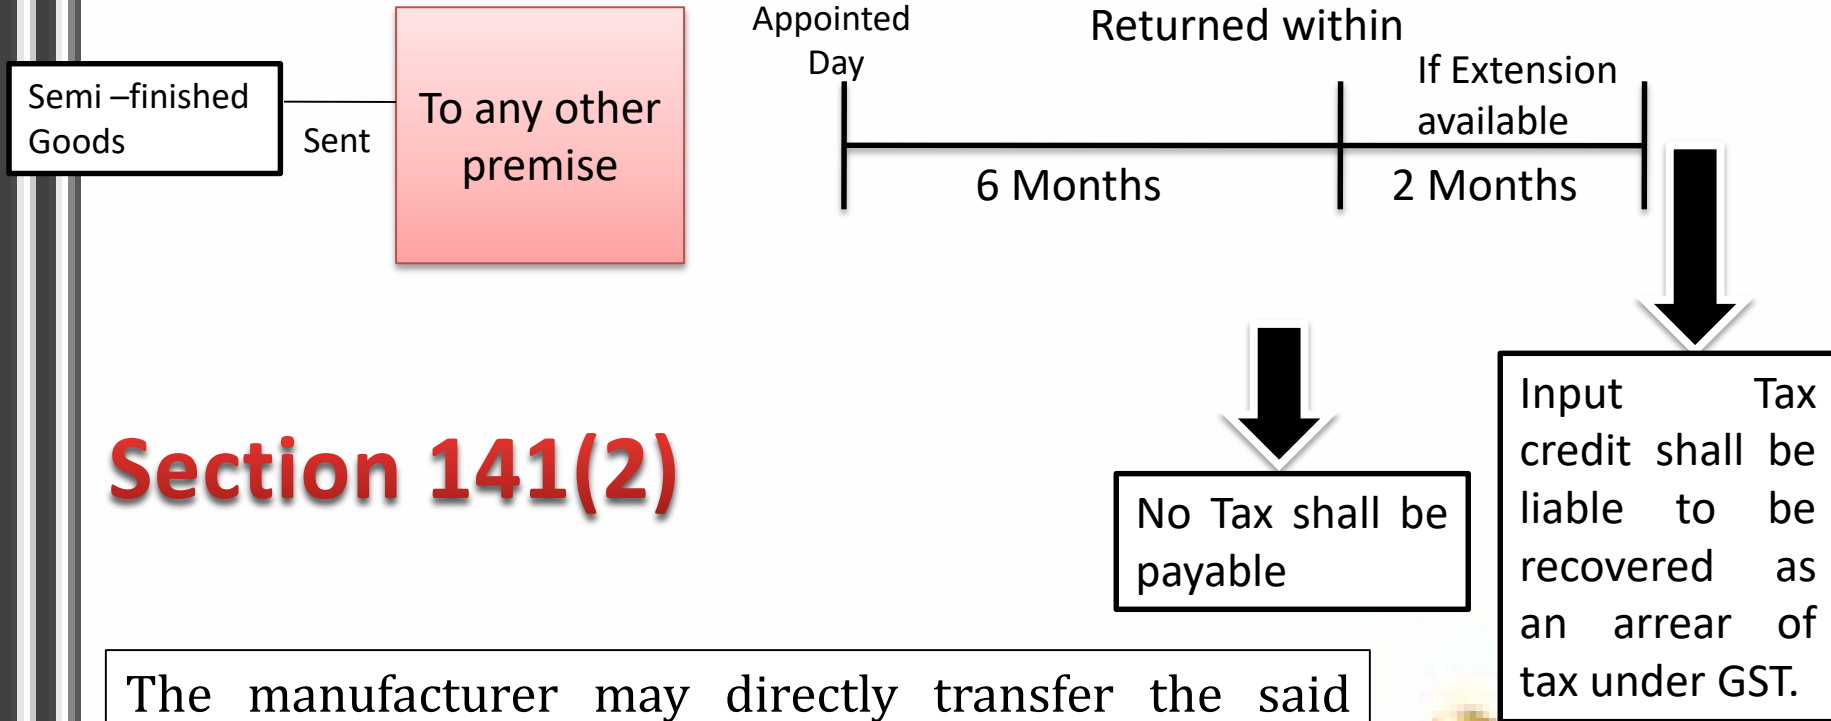 Semi –finished
Goods
Sent
To any other
premise
Appointed
Day
Returned within
If Extension
available
6 Months
2 Months
Section 141(2)
No Tax shall be
payable
Input Tax
credit shall be
liable to be
recovered as
an arrear of
tax under GST.
The manufacturer may directly transfer the said